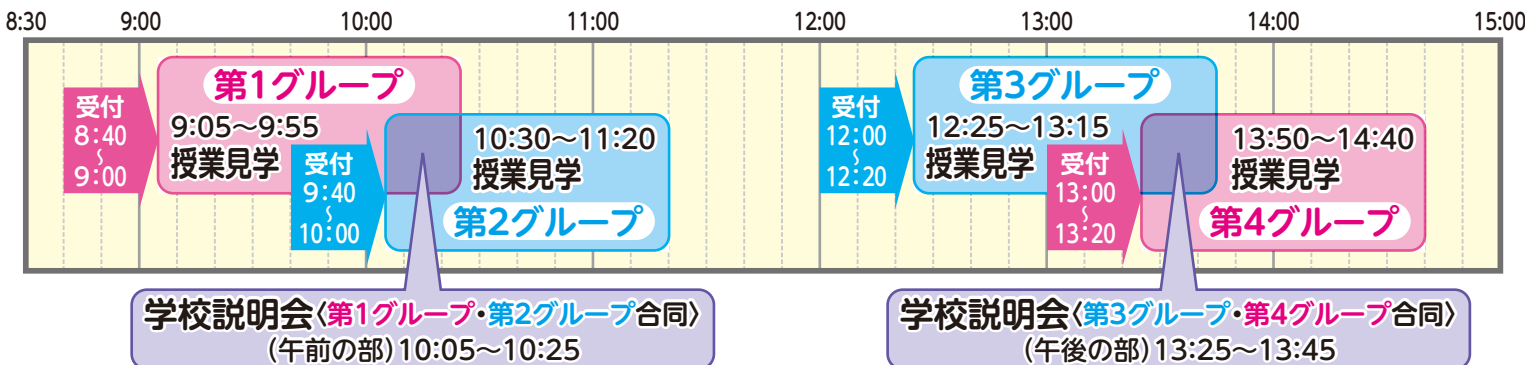 8:30 9:00 10:00 11:00 12:00 13:00 14:00 15:00
第1グループ
受付
8:40
〜
9:00
9:05〜9:55
授業見学
受付
9:40
〜
10:00
10:30〜11:20
授業見学
第2グループ
第3グループ
受付
12:00
〜
12:20
12:25〜13:15
授業見学
受付
13:00
〜
13:20
13:50〜14:40
授業見学
第4グループ
学校説明会〈第1グループ・第2グループ合同〉
(午前の部)10:05〜10:25
学校説明会〈第3グループ・第4グループ合同〉
(午後の部)13:25〜13:45